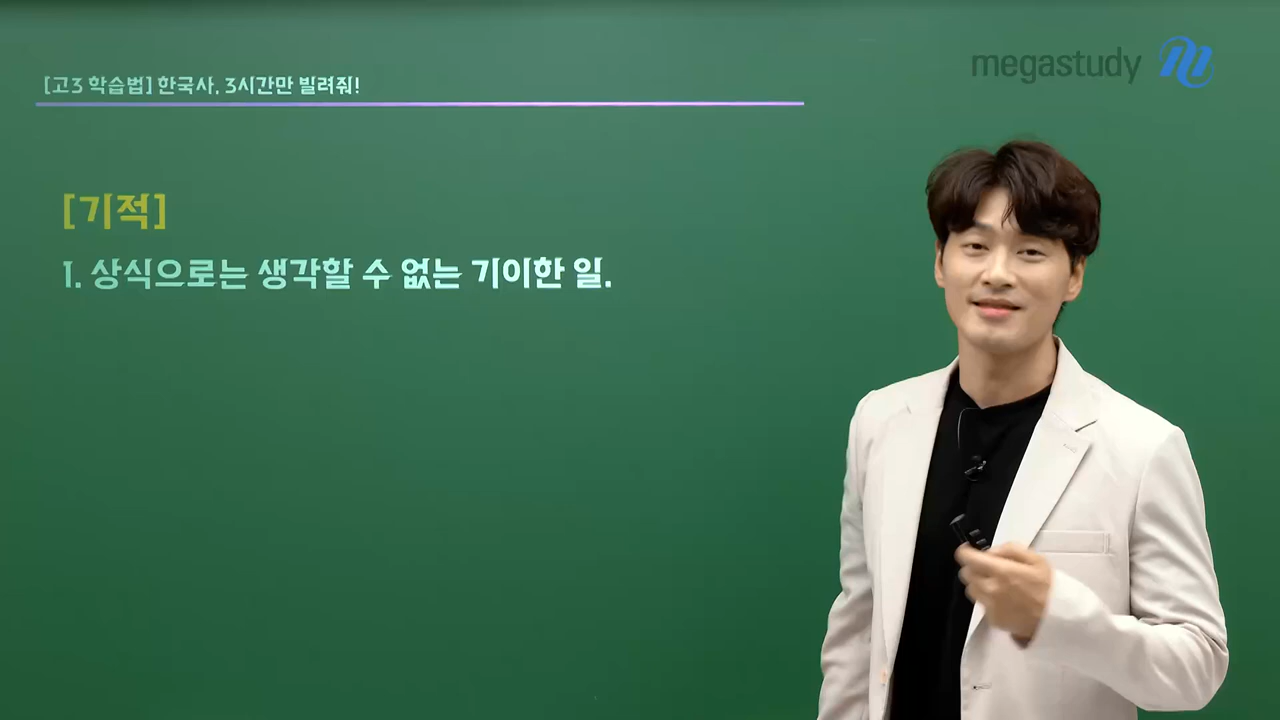 [고3 학습법] 한국사, 3시간만 빌려줘!
megastudy
[기적]
1. 상식으로는 생각할 수 없는 기이한 일.